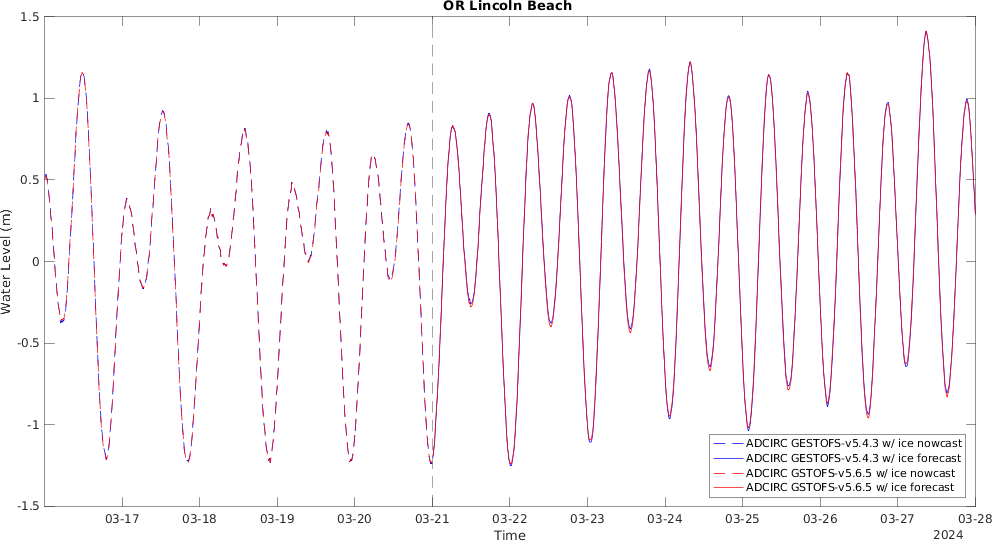 OR Lincoln Beach
1.5
1
0.5
0
-0.5
-1
-1.5
Water Level (m)
03-17 03-18 03-19 03-20 03-21 03-22 03-23 03-24 03-25 03-26 03-27 03-28
Time
2024
ADCIRC GESTOFS-v5.4.3 w/ ice nowcast
ADCIRC GESTOFS-v5.4.3 w/ ice forecast
ADCIRC GSTOFS-v5.6.5 w/ ice nowcast
ADCIRC GSTOFS-v5.6.5 w/ ice forecast